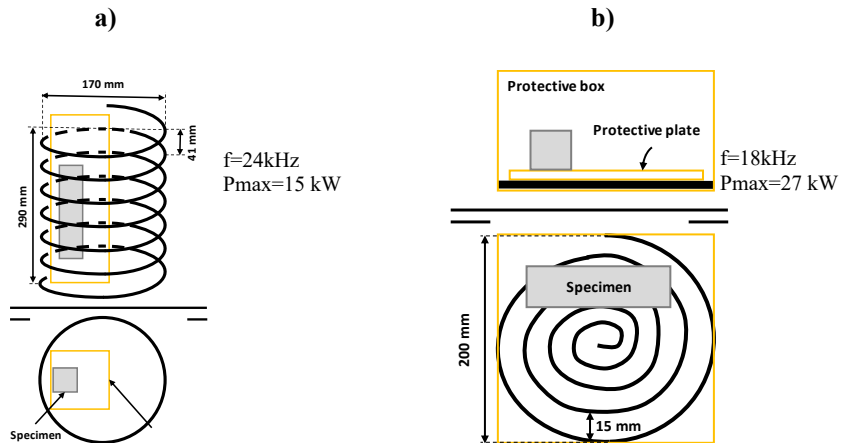 a)
170 mm
41 mm
290 mm
f=24kHz
Pmax=15 kW
Specimen
b)
Protective box
Protective plate
f=18kHz
Pmax=27 kW
Specimen
200 mm
15 mm